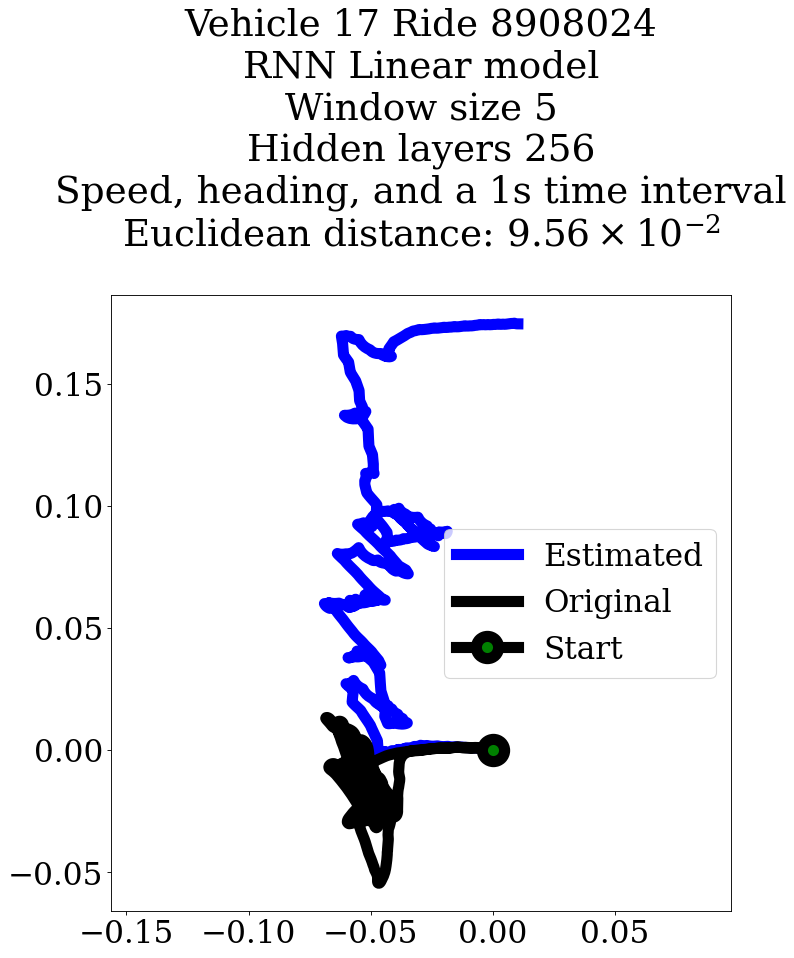 Vehicle 17 Ride 8908024
RNN Linear model
Window size 5
Hidden layers 256
Speed, heading, and a 1s time interval
Euclidean distance: 9.56 × 10⁻²
0.15
0.10
0.05
0.00
−0.05
Estimated
Original
Start
−0.15 −0.10 −0.05 0.00 0.05